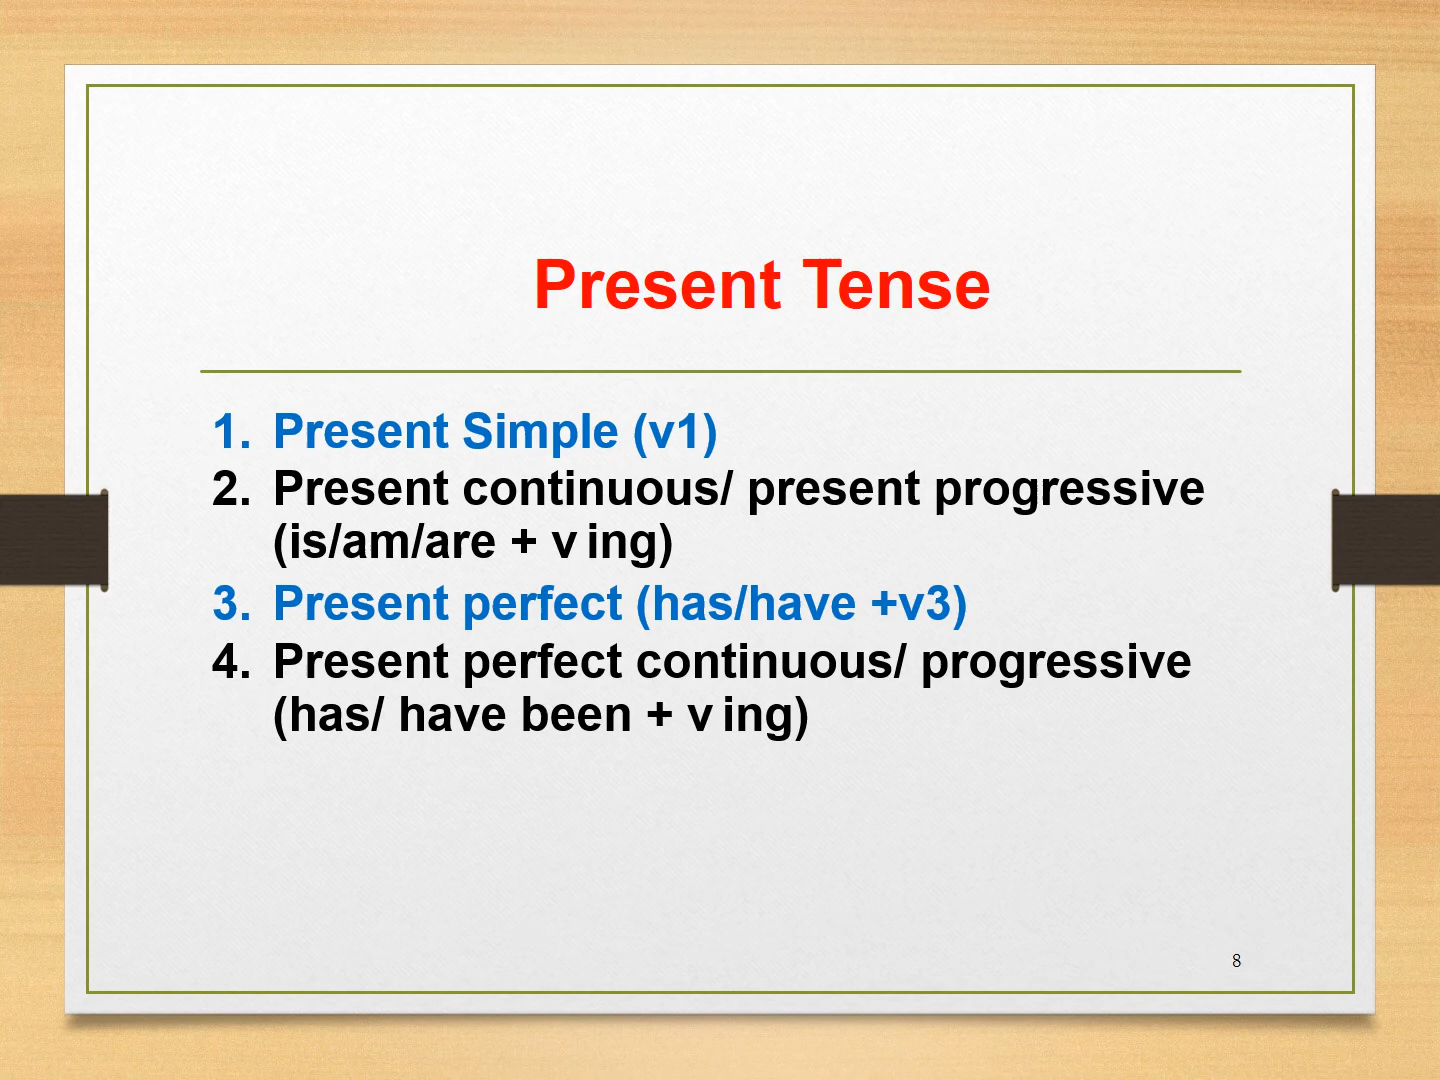 Present Tense
1. Present Simple (v1)
2. Present continuous/ present progressive
(is/am/are + v ing)
3. Present perfect (has/have +v3)
4. Present perfect continuous/ progressive
(has/ have been + v ing)
8